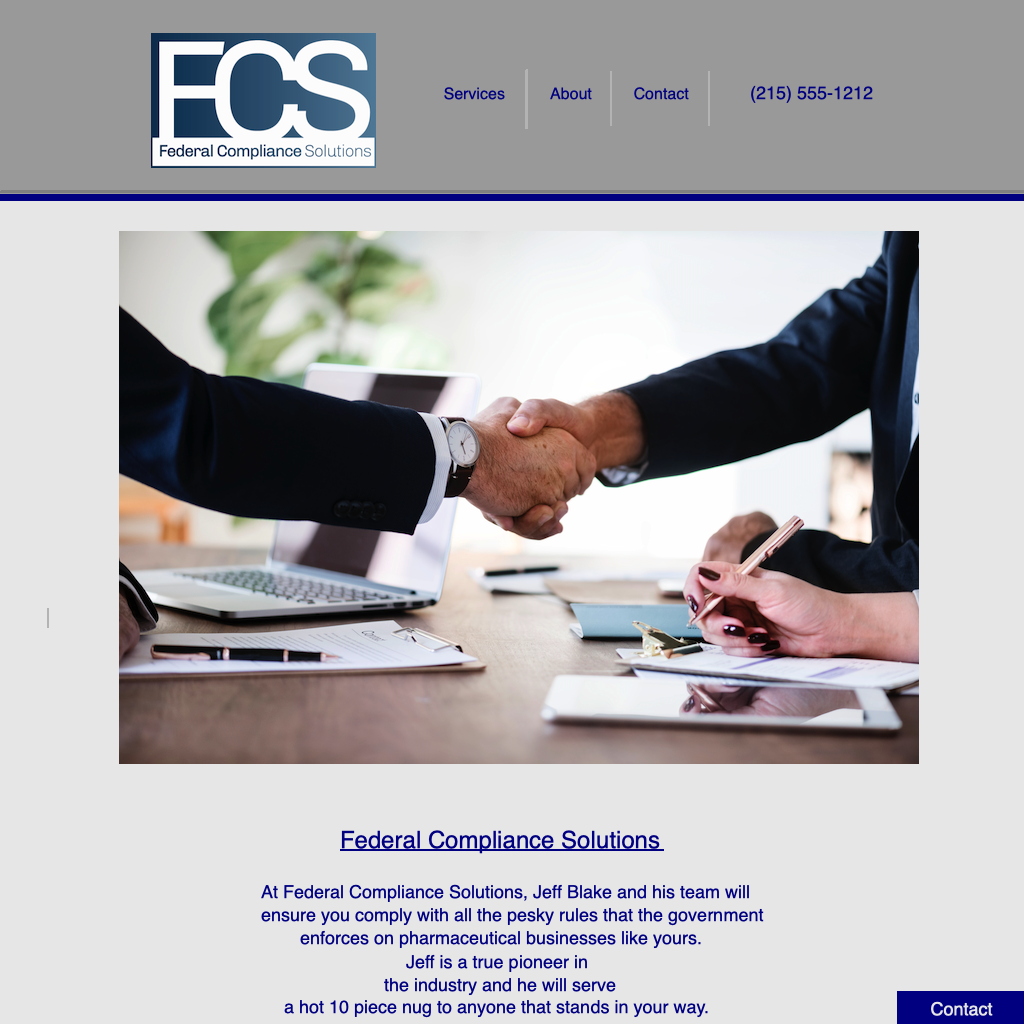 FCS
Federal Compliance Solutions
Services
About
Contact
(215) 555-1212
Federal Compliance Solutions
At Federal Compliance Solutions, Jeff Blake and his team will
ensure you comply with all the pesky rules that the government
enforces on pharmaceutical businesses like yours.
Jeff is a true pioneer in
the industry and he will serve
a hot 10 piece nug to anyone that stands in your way.
Contact